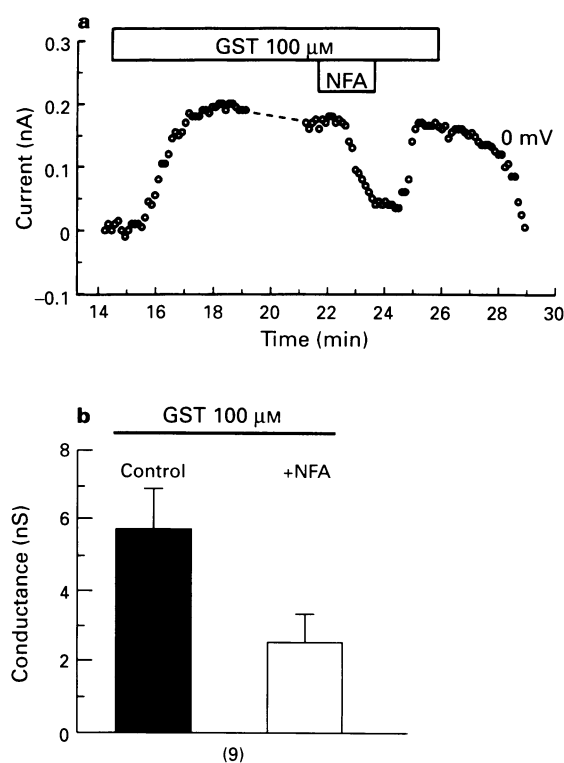 a
0.3
GST 100 µM
NFA
0.2
0 mV
0.1
0
–0.1
Current (nA)
14 16 18 20 22 24 26 28 30
Time (min)
b
GST 100 µM
8
Control +NFA
6
4
2
0
Conductance (nS)
(9)